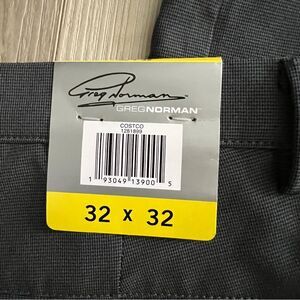 Greg Norman
GREGNORMAN
COSTCO
1281899
1 93049 13900 5
32 x 32